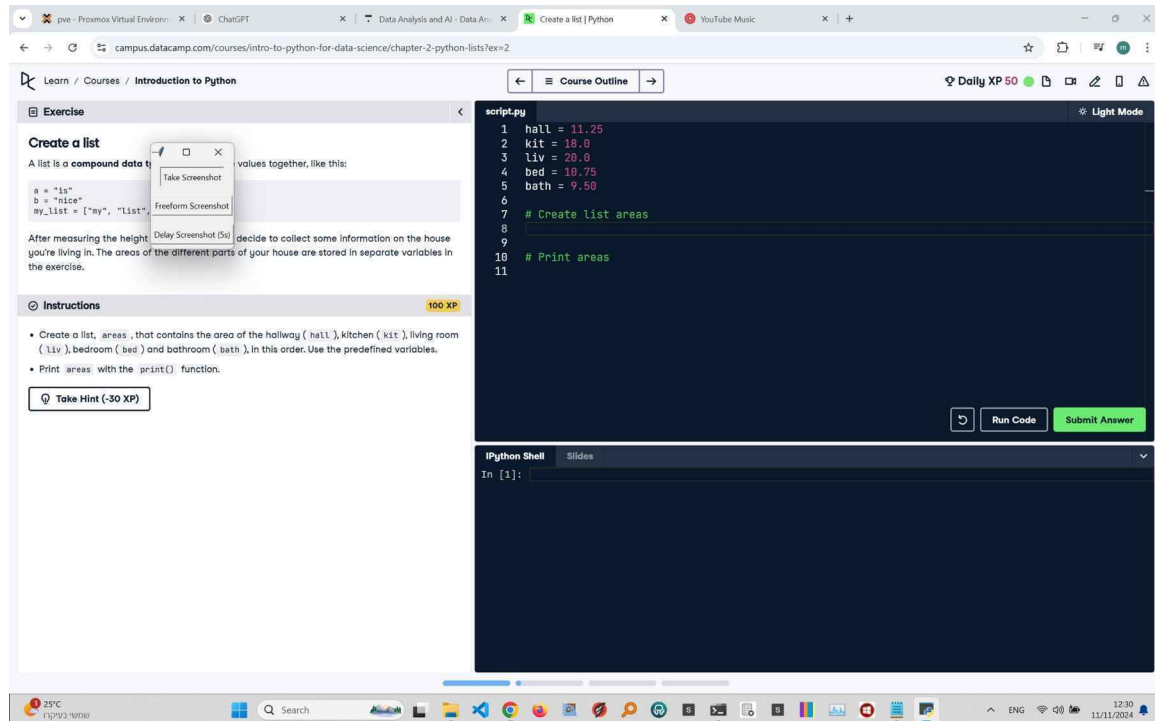 pve - Proxmox Virtual Environm
ChatGPT
Data Analysis and AI - Data An
Create a list | Python
YouTube Music
campus.datacamp.com/courses/intro-to-python-for-data-science/chapter-2-python-lists?ex=2
m
Learn / Courses / Introduction to Python
Course Outline
Daily XP 50
Exercise
Create a list
A list is a compound data t values together, like this:
a = "is"
b = "nice"
my_list = ["my", "list",
After measuring the height decide to collect some information on the house
you're living in. The areas of the different parts of your house are stored in separate variables in
the exercise.
Take Screenshot
Freeform Screenshot
Delay Screenshot (5s)
Instructions
100 XP
• Create a list, areas , that contains the area of the hallway ( hall ), kitchen ( kit ), living room
( liv ), bedroom ( bed ) and bathroom ( bath ), in this order. Use the predefined variables.
• Print areas with the print() function.
Take Hint (-30 XP)
script.py
Light Mode
1 hall = 11.25
2 kit = 18.0
3 liv = 20.0
4 bed = 10.75
5 bath = 9.50
6
7 # Create list areas
8
9
10 # Print areas
11
Run Code
Submit Answer
IPython Shell
Slides
In [1]:
1
25°C
שמשי בעיקרו
Search
ENG
12:30
11/11/2024